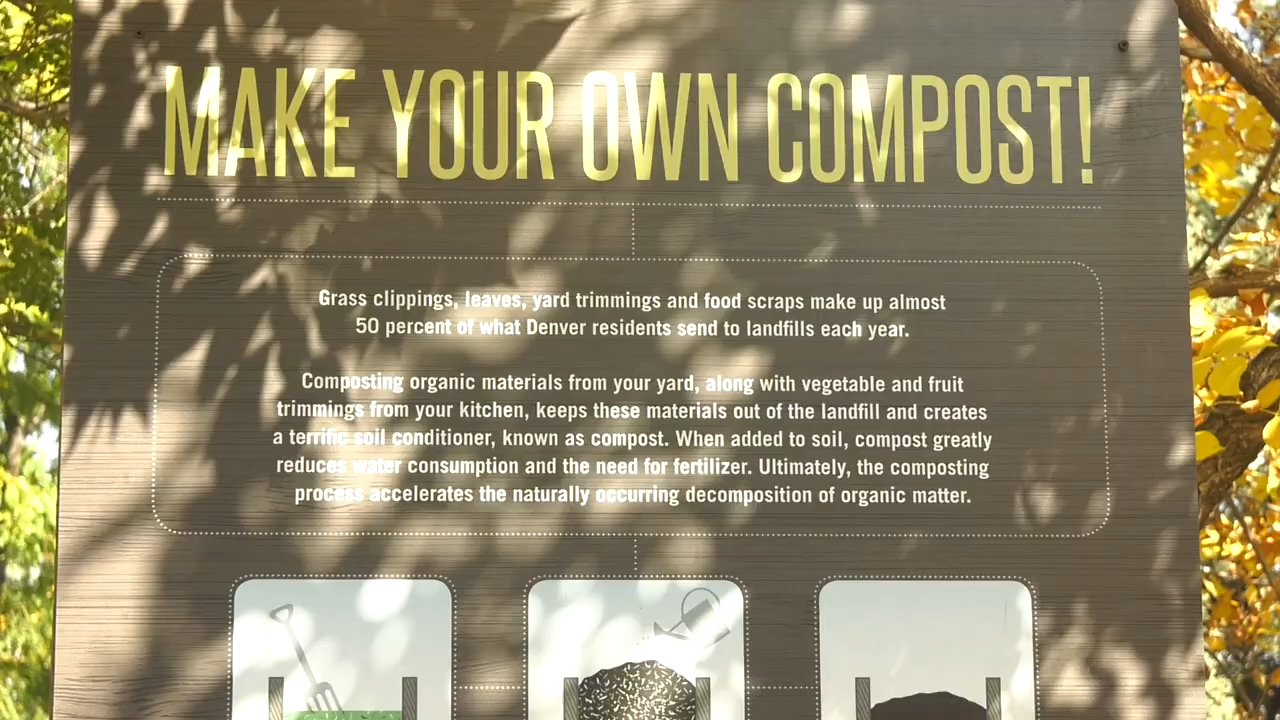 MAKE YOUR OWN COMPOST!
Grass clippings, leaves, yard trimmings and food scraps make up almost
50 percent of what Denver residents send to landfills each year.
Composting organic materials from your yard, along with vegetable and fruit
trimmings from your kitchen, keeps these materials out of the landfill and creates
a terrific soil conditioner, known as compost. When added to soil, compost greatly
reduces water consumption and the need for fertilizer. Ultimately, the composting
process accelerates the naturally occurring decomposition of organic matter.